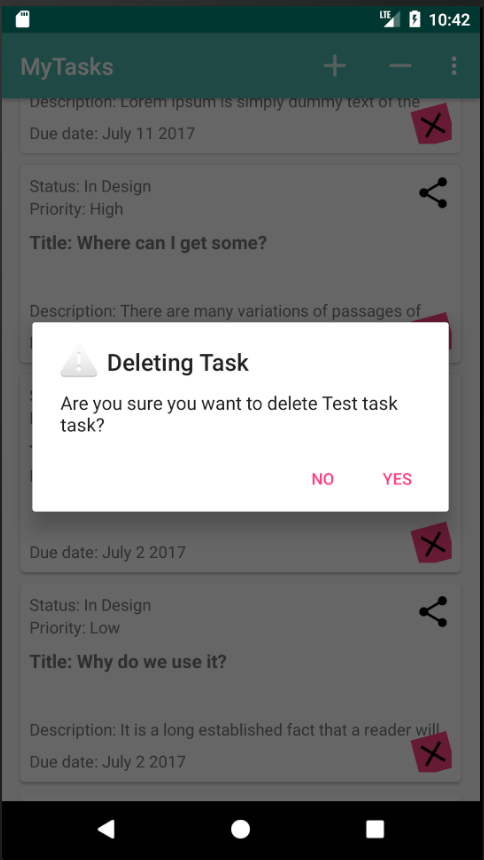 LTE 10:42
MyTasks
Description: Lorem Ipsum is simply dummy text of the
Due date: July 11 2017
Status: In Design
Priority: High
Title: Where can I get some?
Description: There are many variations of passages of
Deleting Task
Are you sure you want to delete Test task
task?
NO YES
Due date: July 2 2017
Status: In Design
Priority: Low
Title: Why do we use it?
Description: It is a long established fact that a reader will
Due date: July 2 2017